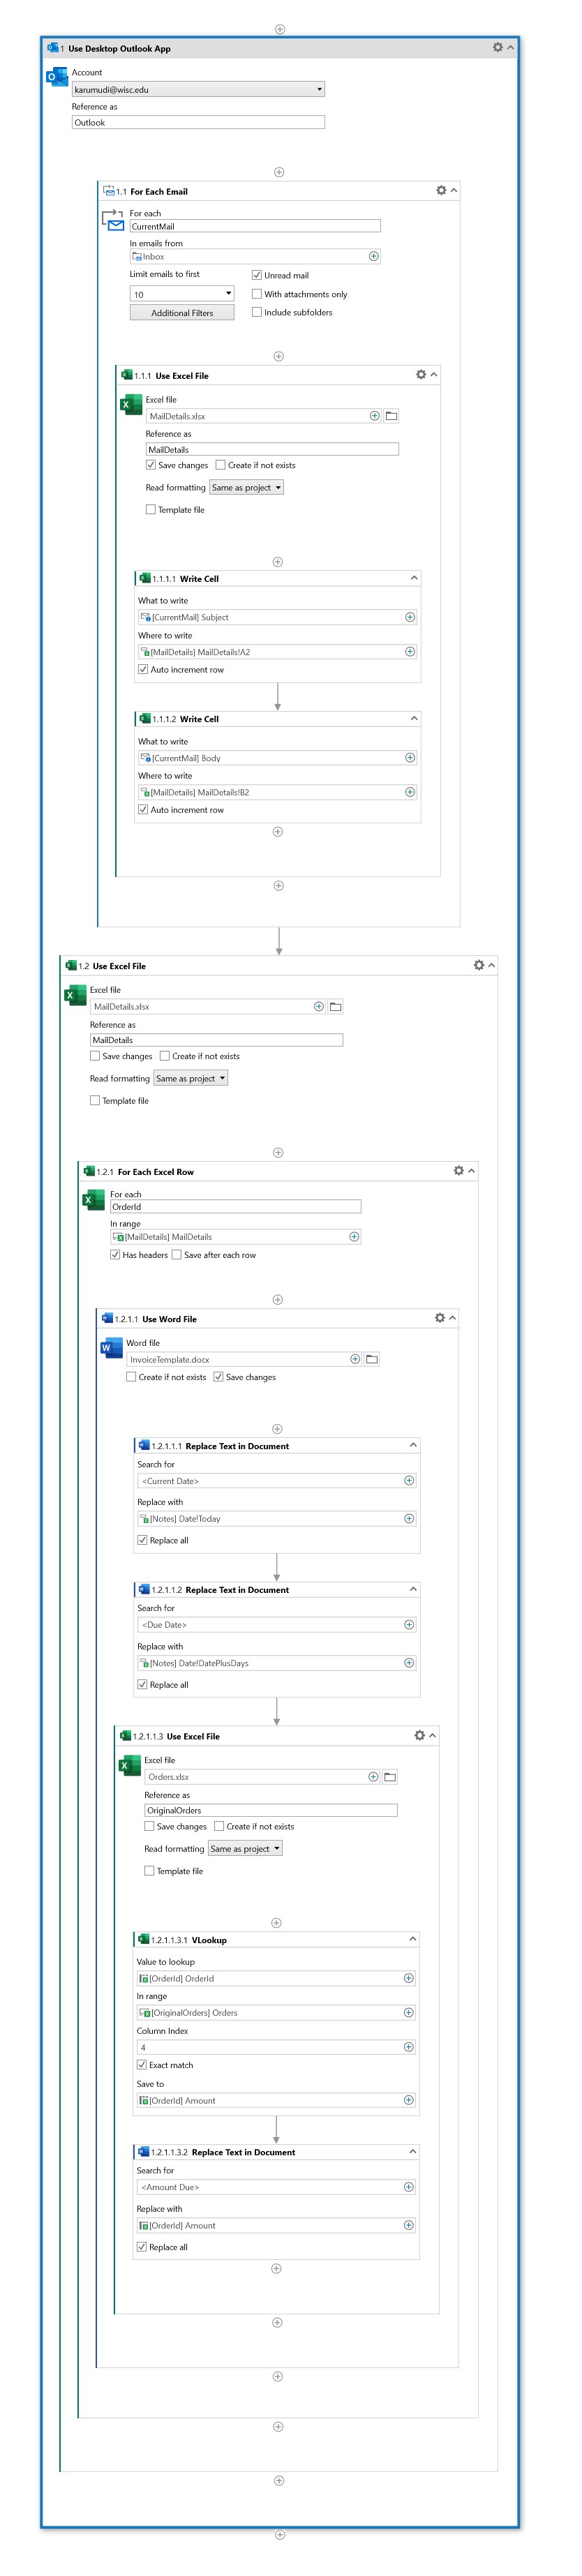 1 Use Desktop Outlook App
Account
karumudi@wisc.edu
Reference as
Outlook
1.1 For Each Email
For each
CurrentMail
In emails from
Inbox
Limit emails to first
Unread mail
10
With attachments only
Additional Filters
Include subfolders
1.1.1 Use Excel File
Excel file
MailDetails.xlsx
Reference as
MailDetails
Save changes Create if not exists
Read formatting Same as project
Template file
1.1.1.1 Write Cell
What to write
[CurrentMail] Subject
Where to write
[MailDetails] MailDetails!A2
Auto increment row
1.1.1.2 Write Cell
What to write
[CurrentMail] Body
Where to write
[MailDetails] MailDetails!B2
Auto increment row
1.2 Use Excel File
Excel file
MailDetails.xlsx
Reference as
MailDetails
Save changes Create if not exists
Read formatting Same as project
Template file
1.2.1 For Each Excel Row
For each
OrderId
In range
[MailDetails] MailDetails
Has headers Save after each row
1.2.1.1 Use Word File
Word file
InvoiceTemplate.docx
Create if not exists Save changes
1.2.1.1.1 Replace Text in Document
Search for
<Current Date>
Replace with
[Notes] Date!Today
Replace all
1.2.1.1.2 Replace Text in Document
Search for
<Due Date>
Replace with
[Notes] Date!DatePlusDays
Replace all
1.2.1.1.3 Use Excel File
Excel file
Orders.xlsx
Reference as
OriginalOrders
Save changes Create if not exists
Read formatting Same as project
Template file
1.2.1.1.3.1 VLookup
Value to lookup
[OrderId] OrderId
In range
[OriginalOrders] Orders
Column Index
4
Exact match
Save to
[OrderId] Amount
1.2.1.1.3.2 Replace Text in Document
Search for
<Amount Due>
Replace with
[OrderId] Amount
Replace all